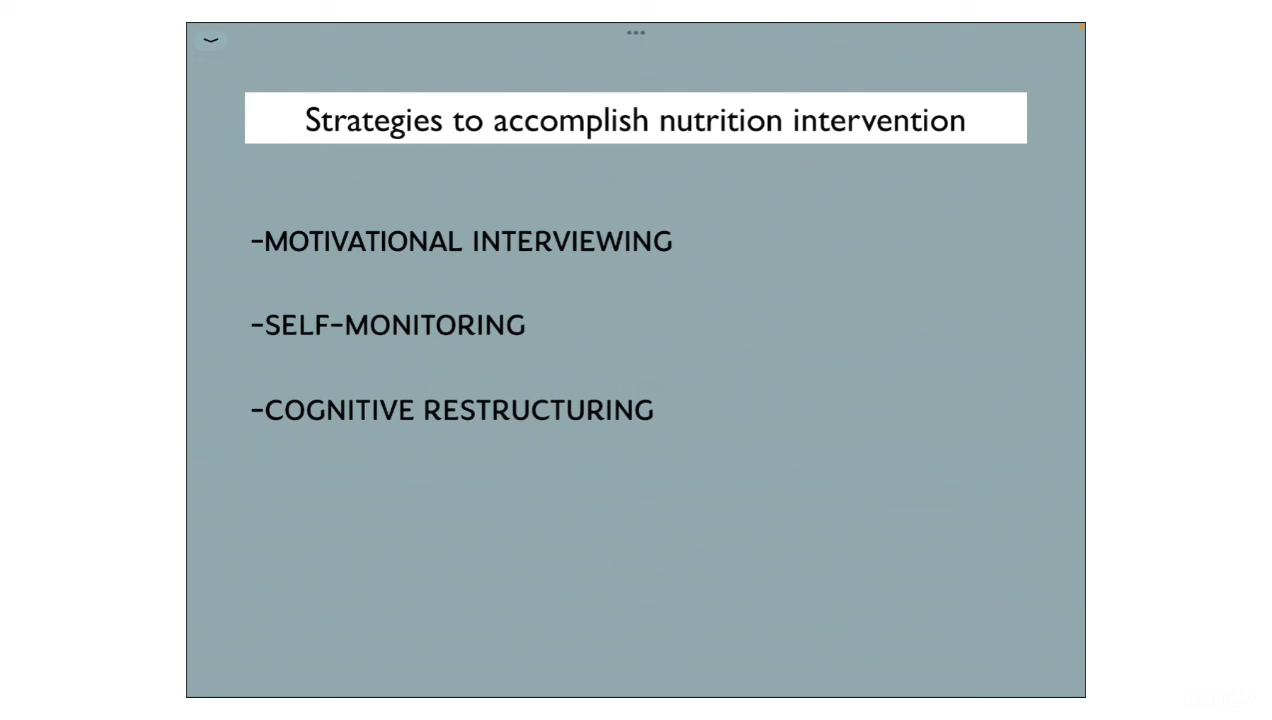 Strategies to accomplish nutrition intervention
-MOTIVATIONAL INTERVIEWING
-SELF-MONITORING
-COGNITIVE RESTRUCTURING